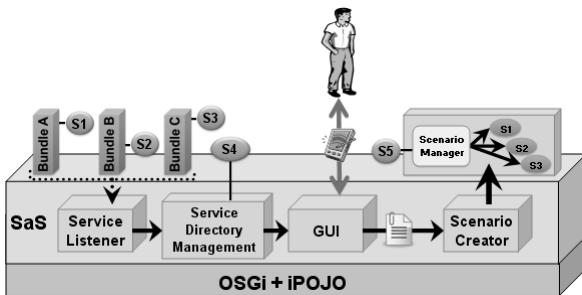 Bundle A
S1
Bundle B
S2
Bundle C
S3
S4
S5
Scenario
Manager
S1
S2
S3
SaS
Service
Listener
Service
Directory
Management
GUI
Scenario
Creator
OSGi + iPOJO